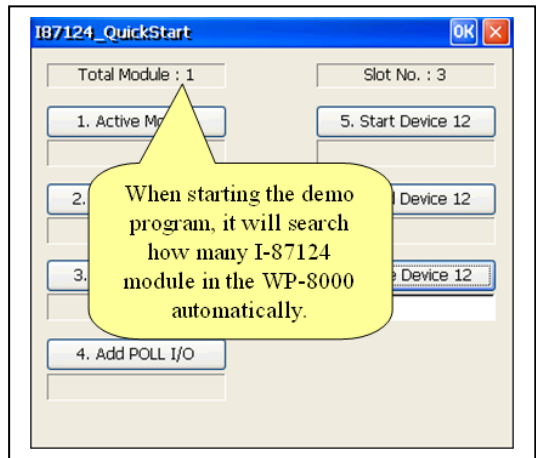 I87124_QuickStart
OK
Total Module : 1
Slot No. : 3
1. Active Mo
5. Start Device 12
2.
Device 12
3.
Device 12
4. Add POLL I/O
When starting the demo
program, it will search
how many I-87124
module in the WP-8000
automatically.